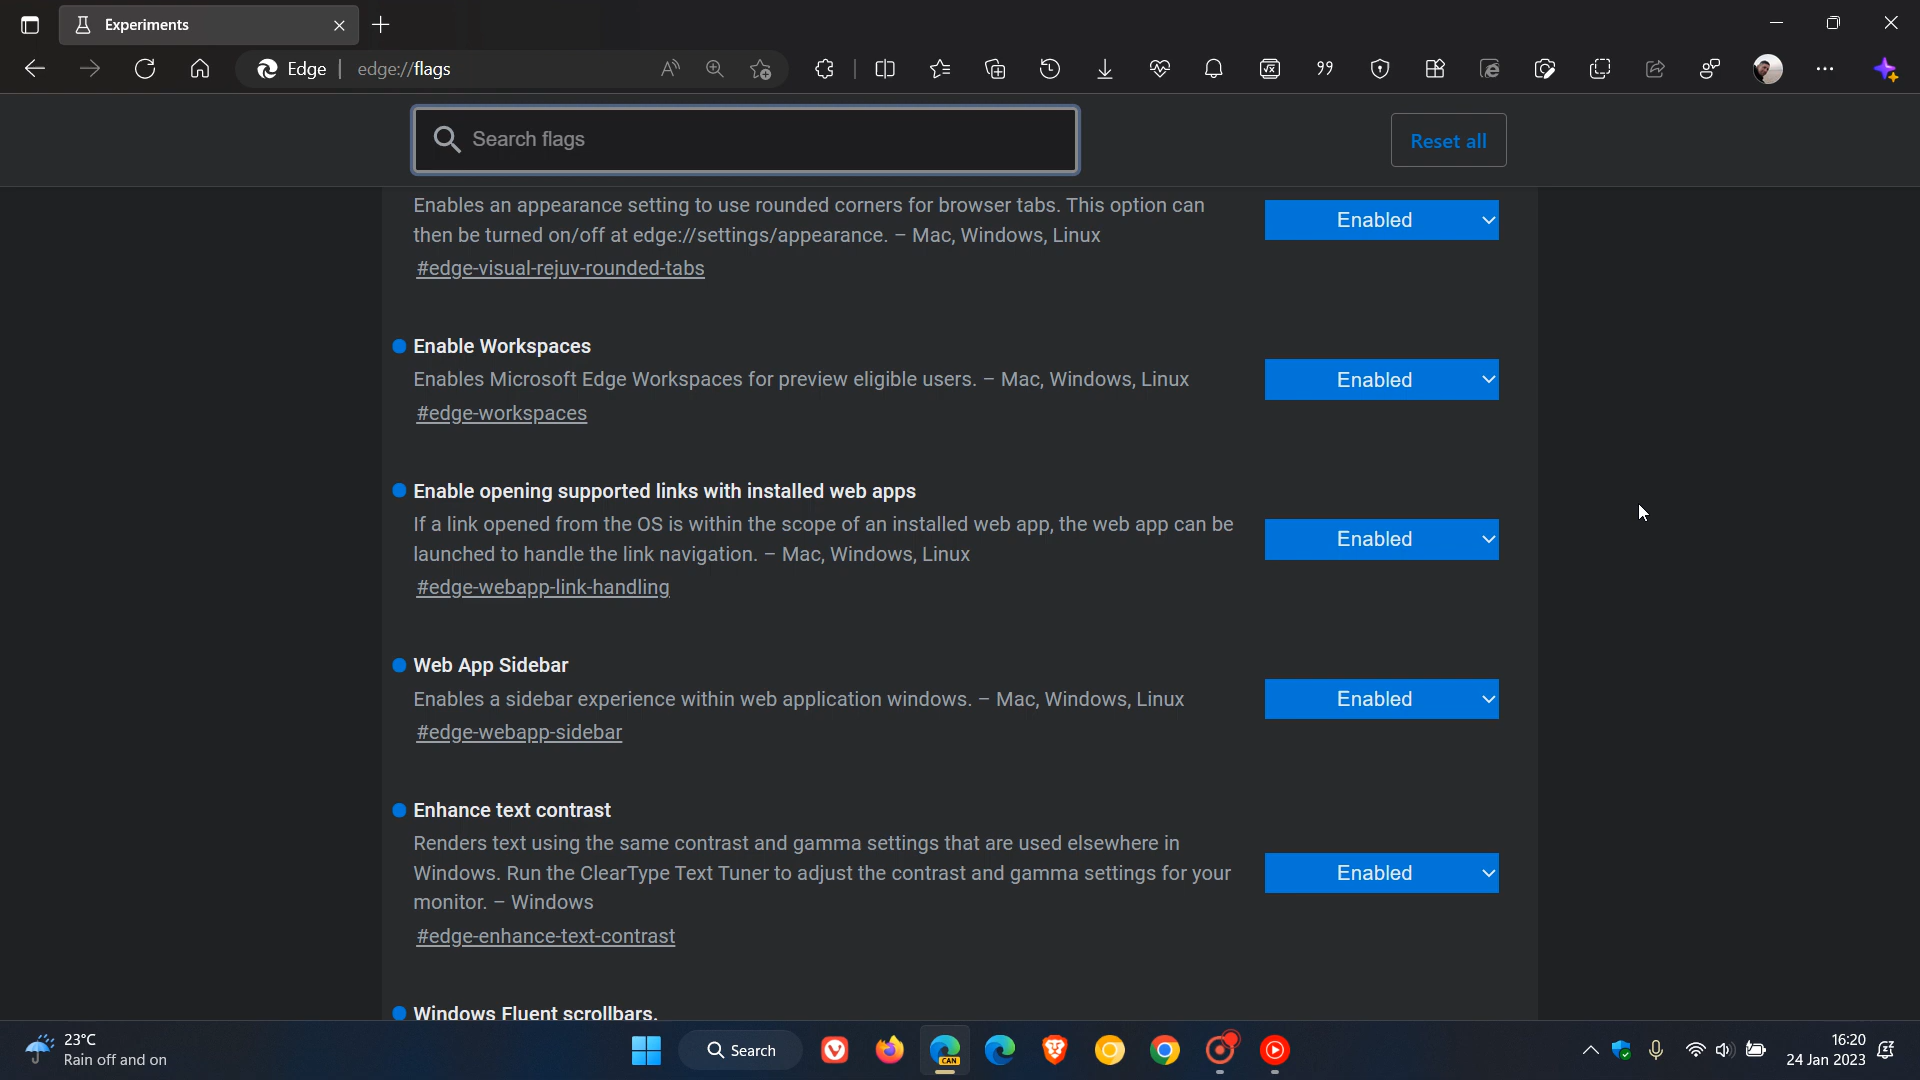 Experiments
Edge
edge://flags
Search flags
Reset all
Enables an appearance setting to use rounded corners for browser tabs. This option can
then be turned on/off at edge://settings/appearance. – Mac, Windows, Linux
#edge-visual-rejuv-rounded-tabs
Enabled
Enable Workspaces
Enables Microsoft Edge Workspaces for preview eligible users. – Mac, Windows, Linux
#edge-workspaces
Enabled
Enable opening supported links with installed web apps
If a link opened from the OS is within the scope of an installed web app, the web app can be
launched to handle the link navigation. – Mac, Windows, Linux
#edge-webapp-link-handling
Enabled
Web App Sidebar
Enables a sidebar experience within web application windows. – Mac, Windows, Linux
#edge-webapp-sidebar
Enabled
Enhance text contrast
Renders text using the same contrast and gamma settings that are used elsewhere in
Windows. Run the ClearType Text Tuner to adjust the contrast and gamma settings for your
monitor. – Windows
#edge-enhance-text-contrast
Enabled
Windows Fluent scrollbars.
23°C
Rain off and on
Search
CAN
16:20
24 Jan 2023